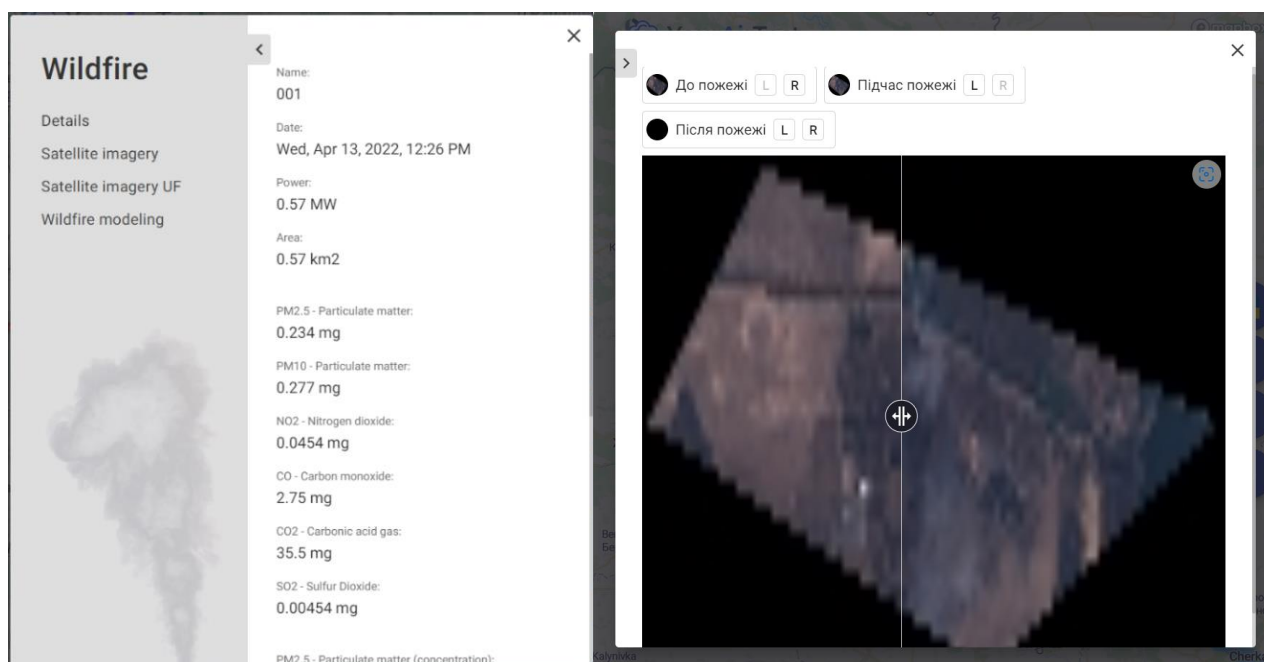 Wildfire
Details
Satellite imagery
Satellite imagery UF
Wildfire modeling
Name:
001
Date:
Wed, Apr 13, 2022, 12:26 PM
Power:
0.57 MW
Area:
0.57 km2
PM2.5 - Particulate matter:
0.234 mg
PM10 - Particulate matter:
0.277 mg
NO2 - Nitrogen dioxide:
0.0454 mg
CO - Carbon monoxide:
2.75 mg
CO2 - Carbonic acid gas:
35.5 mg
SO2 - Sulfur Dioxide:
0.00454 mg
PM2.5 - Particulate matter (concentration):
До пожежі L R
Підчас пожежі L R
Після пожежі L R
Kalynivka